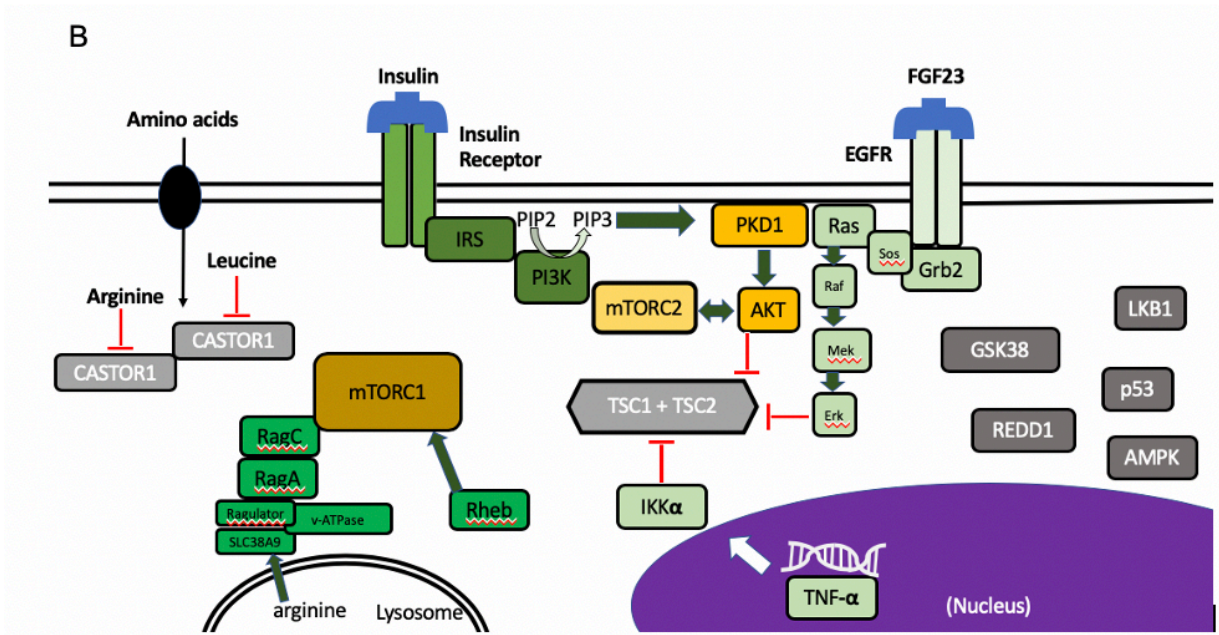 B
Insulin
FGF23
Amino acids
Insulin
Receptor
EGFR
PIP2
PIP3
PKD1
Ras
IRS
Sos
Grb2
PI3K
Raf
Leucine
Arginine
mTORC2
AKT
LKB1
CASTOR1
CASTOR1
Mek
GSK38
mTORC1
TSC1 + TSC2
p53
Erk
RagC
REDD1
RagA
AMPK
Ragulator
v-ATPase
Rheb
IKKα
SLC38A9
arginine
Lysosome
TNF-α
(Nucleus)